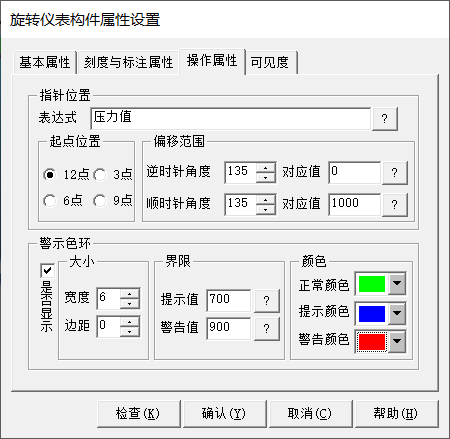 旋转仪表构件属性设置
基本属性 刻度与标注属性 操作属性 可见度
指针位置
表达式 压力值 ?
起点位置 偏移范围
12点 3点 逆时针角度 135 对应值 0 ?
6点 9点 顺时针角度 135 对应值 1000 ?
警示色环
是否显示
大小 界限 颜色
正常颜色
宽度 6 提示值 700 ? 提示颜色
边距 0 警告值 900 ? 警告颜色
检查(K) 确认(Y) 取消(C) 帮助(H)